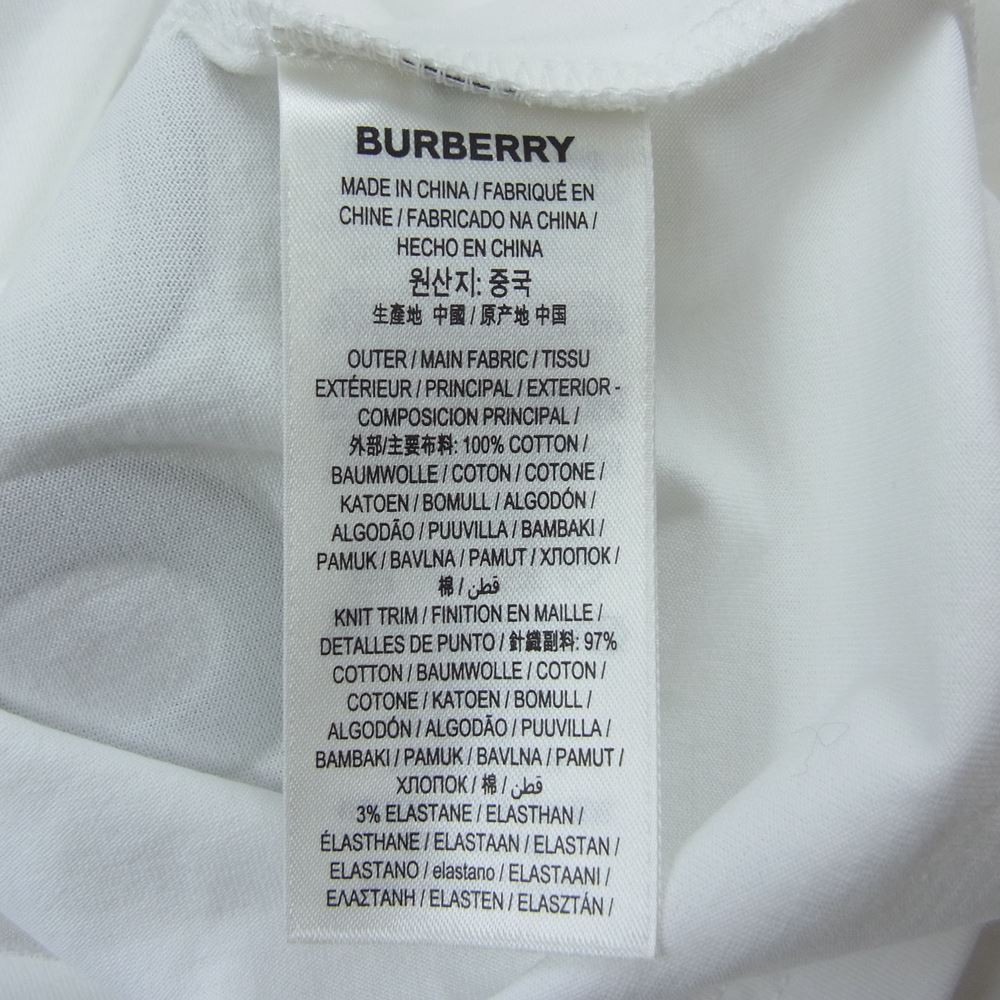 BURBERRY
MADE IN CHINA / FABRIQUÉ EN
CHINE / FABRICADO NA CHINA /
HECHO EN CHINA
원산지: 중국
生產地 中國 / 原产地 中国
OUTER / MAIN FABRIC / TISSU
EXTÉRIEUR / PRINCIPAL / EXTERIOR -
COMPOSICION PRINCIPAL /
外部/主要布料: 100% COTTON /
BAUMWOLLE / COTON / COTONE /
KATOEN / BOMULL / ALGODÓN /
ALGODÃO / PUUVILLA / BAMBAKI /
PAMUK / BAVLNA / PAMUT / ХЛОПОК /
棉 / قطن
KNIT TRIM / FINITION EN MAILLE /
DETALLES DE PUNTO / 針織副料: 97%
COTTON / BAUMWOLLE / COTON /
COTONE / KATOEN / BOMULL /
ALGODÓN / ALGODÃO / PUUVILLA /
BAMBAKI / PAMUK / BAVLNA / PAMUT /
ХЛОПОК / 棉 / قطن
3% ELASTANE / ELASTHAN /
ÉLASTHANE / ELASTAAN / ELASTAN /
ELASTANO / elastano / ELASTAANI /
ΕΛΑΣΤΑΝΗ / ELASTEN / ELASZTÁN /